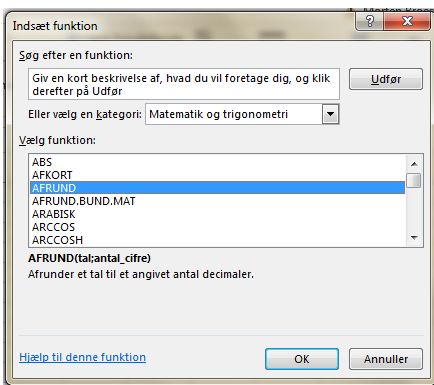 Indsæt funktion
Søg efter en funktion:
Giv en kort beskrivelse af, hvad du vil foretage dig, og klik
derefter på Udfør
Udfør
Eller vælg en kategori: Matematik og trigonometri
Vælg funktion:
ABS
AFKORT
AFRUND
AFRUND.BUND.MAT
ARABISK
ARCCOS
ARCCOSH
AFRUND(tal;antal_cifre)
Afrunder et tal til et angivet antal decimaler.
Hjælp til denne funktion
OK
Annuller